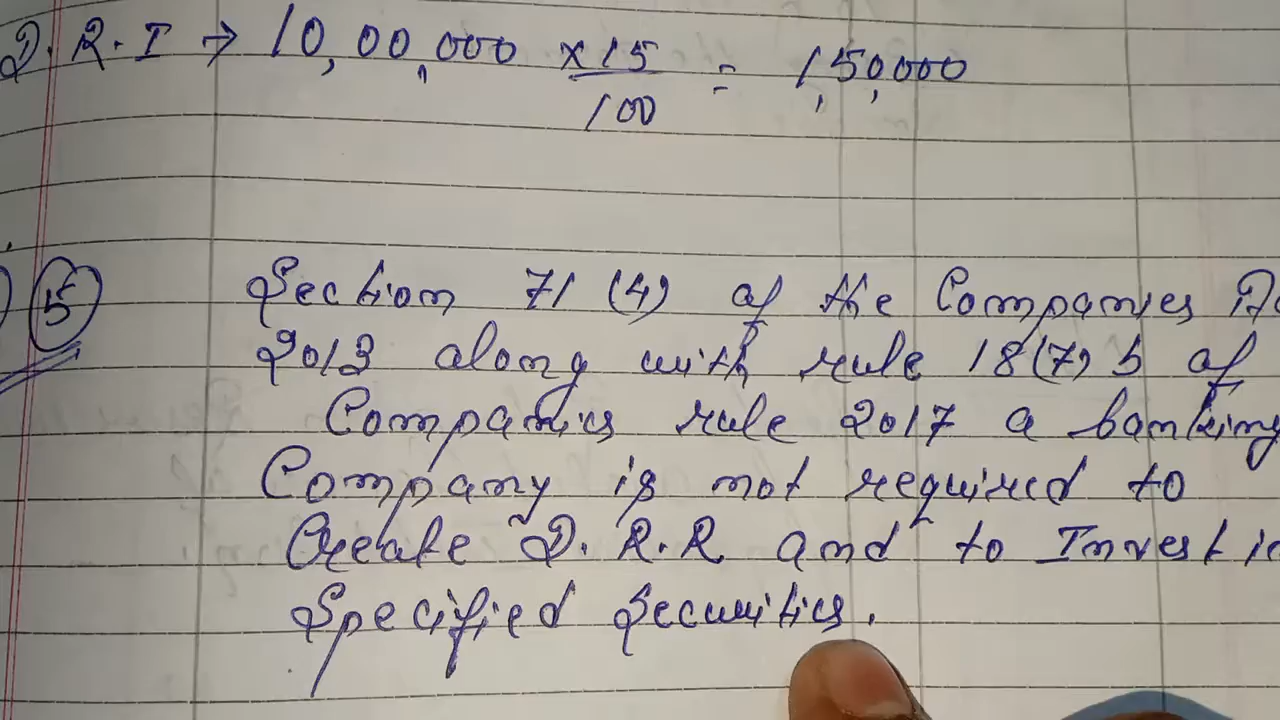 D.R.I → 10,00,000 × 15 / 100 = 1,50,000
5
Section 71 (4) of the Companies
2013 along with rule 18(7) b of
Companies rule 2017 a banking
Company is not required to
Create D.R.R and to Invest
Specified Securities.